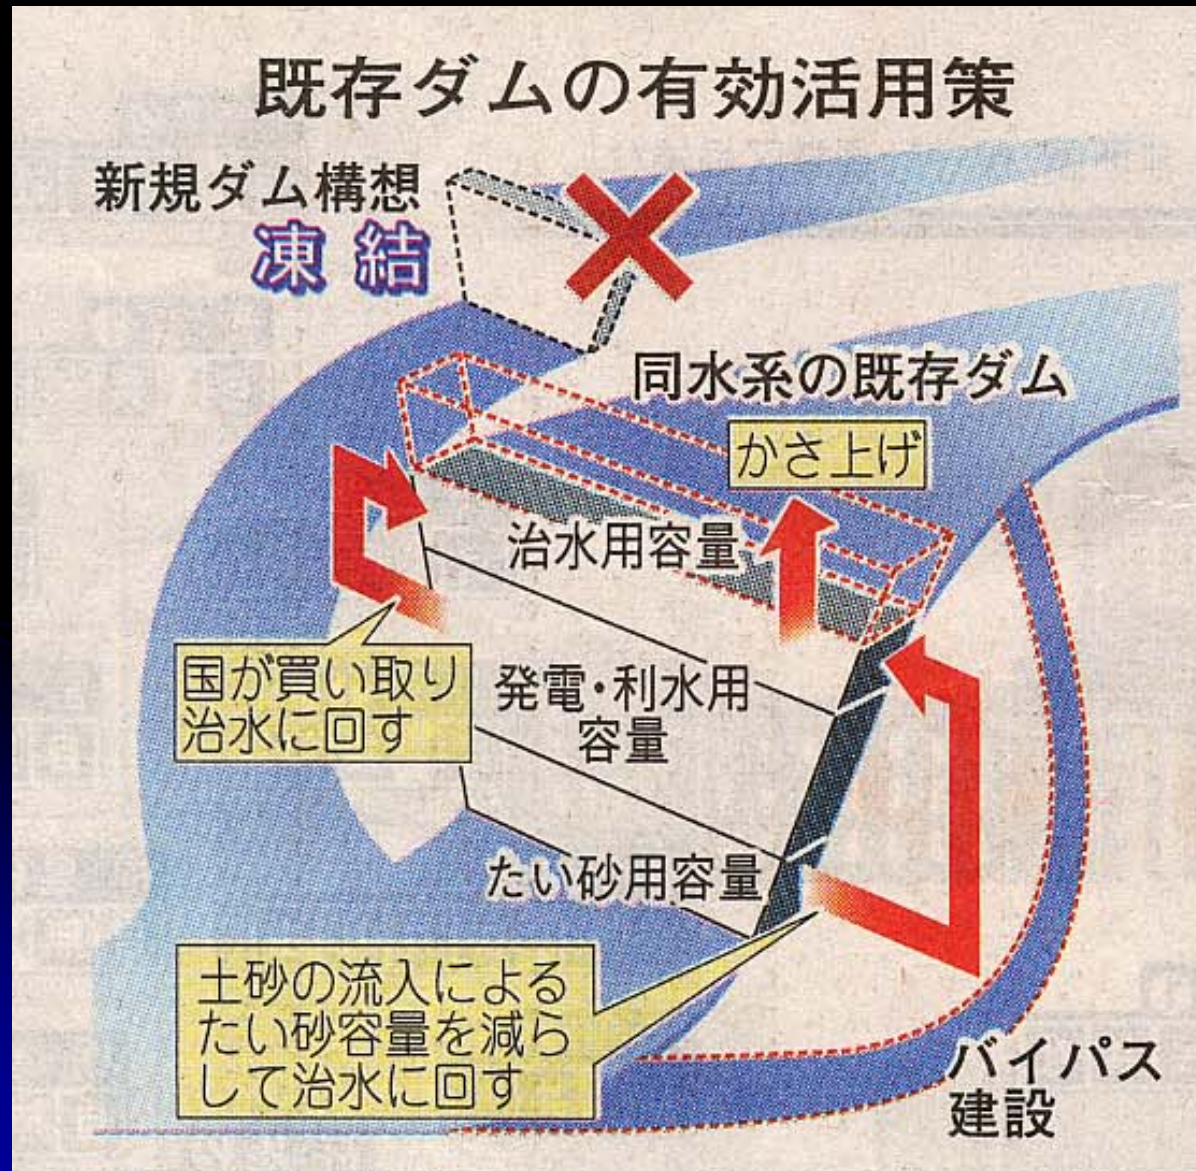 既存ダムの有効活用策
新規ダム構想
凍結
同水系の既存ダム
かさ上げ
治水用容量
国が買い取り
治水に回す
発電・利水用
容量
たい砂用容量
土砂の流入による
たい砂容量を減ら
して治水に回す
バイパス
建設